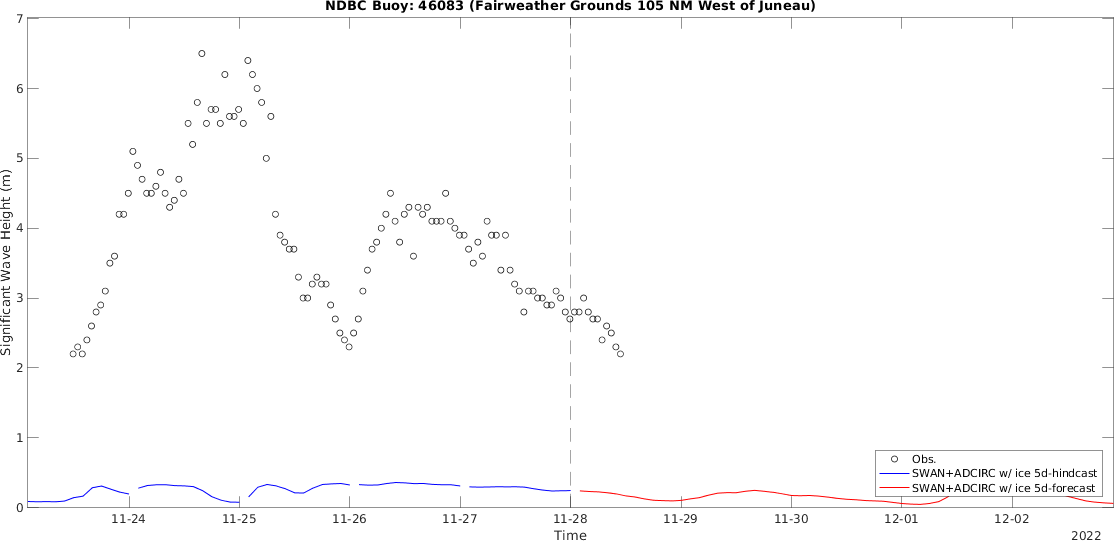 NDBC Buoy: 46083 (Fairweather Grounds 105 NM West of Juneau)
7
6
5
4
3
2
1
0
Significant Wave Height (m)
Obs.
SWAN+ADCIRC w/ ice 5d-hindcast
SWAN+ADCIRC w/ ice 5d-forecast
11-24 11-25 11-26 11-27 11-28 11-29 11-30 12-01 12-02
Time
2022